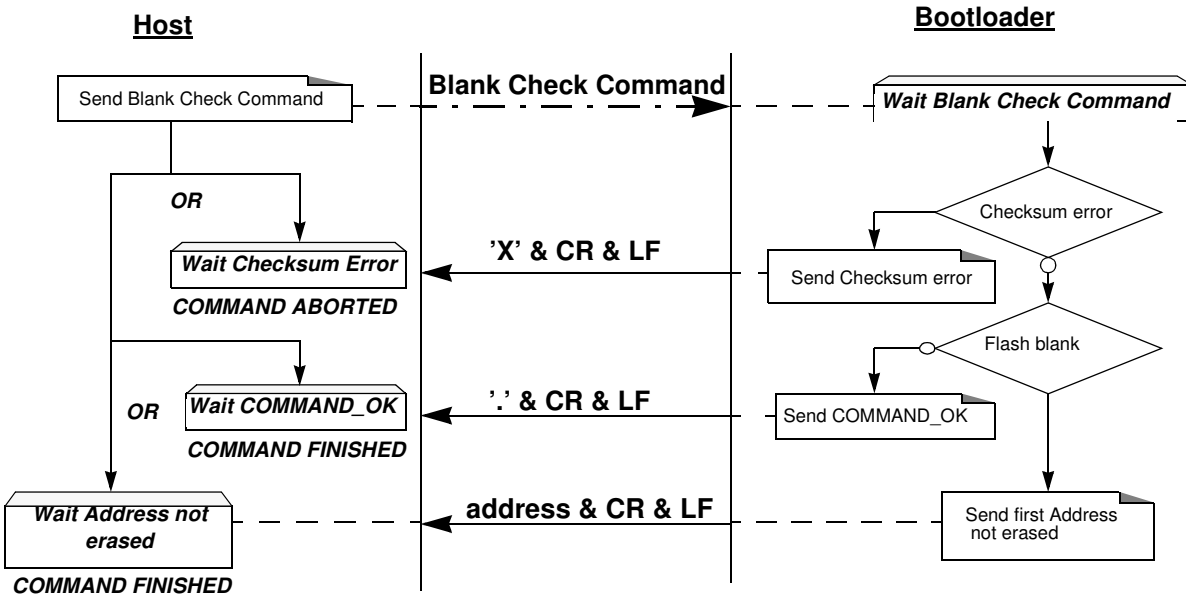 Host
Bootloader
Send Blank Check Command
Blank Check Command
Wait Blank Check Command
OR
Checksum error
Wait Checksum Error
'X' & CR & LF
Send Checksum error
COMMAND ABORTED
Flash blank
OR
Wait COMMAND_OK
'.' & CR & LF
Send COMMAND_OK
COMMAND FINISHED
Wait Address not
erased
address & CR & LF
Send first Address
not erased
COMMAND FINISHED